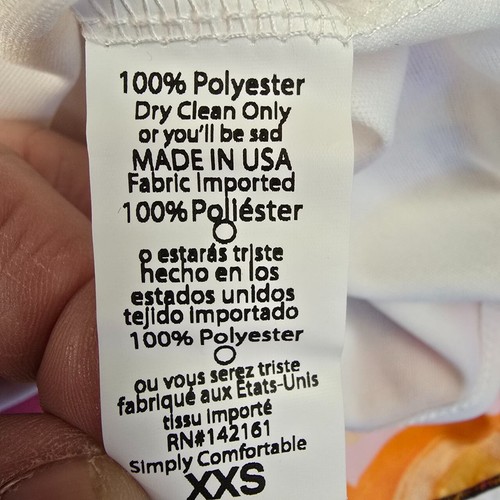 100% Polyester
Dry Clean Only
or you'll be sad
MADE IN USA
Fabric Imported
100% Poliéster
o estarás triste
hecho en los
estados unidos
tejido importado
100% Polyester
ou vous serez triste
fabriqué aux États-Unis
tissu importé
RN#142161
Simply Comfortable
XXS